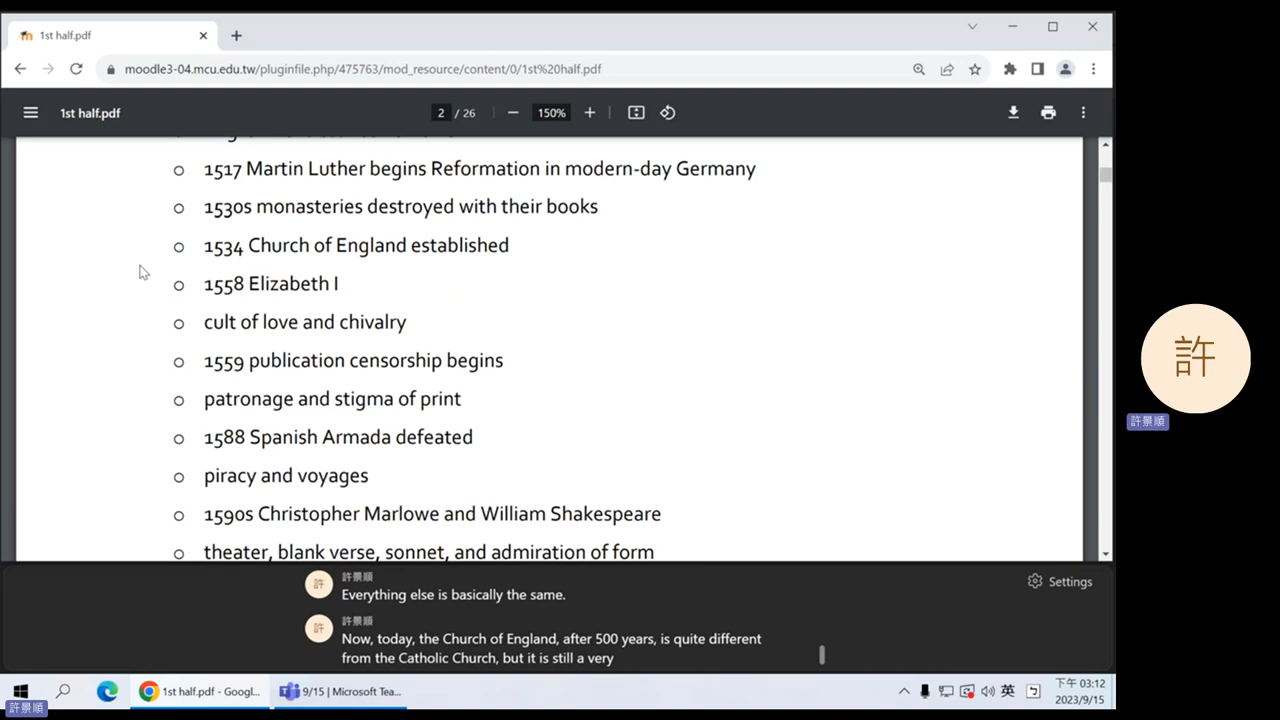 1st half.pdf
moodle3-04.mcu.edu.tw/pluginfile.php/475763/mod_resource/content/0/1st%20half.pdf
1st half.pdf
2 / 26
150%
1517 Martin Luther begins Reformation in modern-day Germany
1530s monasteries destroyed with their books
1534 Church of England established
1558 Elizabeth I
cult of love and chivalry
1559 publication censorship begins
patronage and stigma of print
1588 Spanish Armada defeated
piracy and voyages
1590s Christopher Marlowe and William Shakespeare
theater, blank verse, sonnet, and admiration of form
許
許景順
許
許景順
Everything else is basically the same.
Settings
許
許景順
Now, today, the Church of England, after 500 years, is quite different
from the Catholic Church, but it is still a very
1st half.pdf - Googl...
9/15 | Microsoft Tea...
英
ㄅ
下午 03:12
2023/9/15
許景順